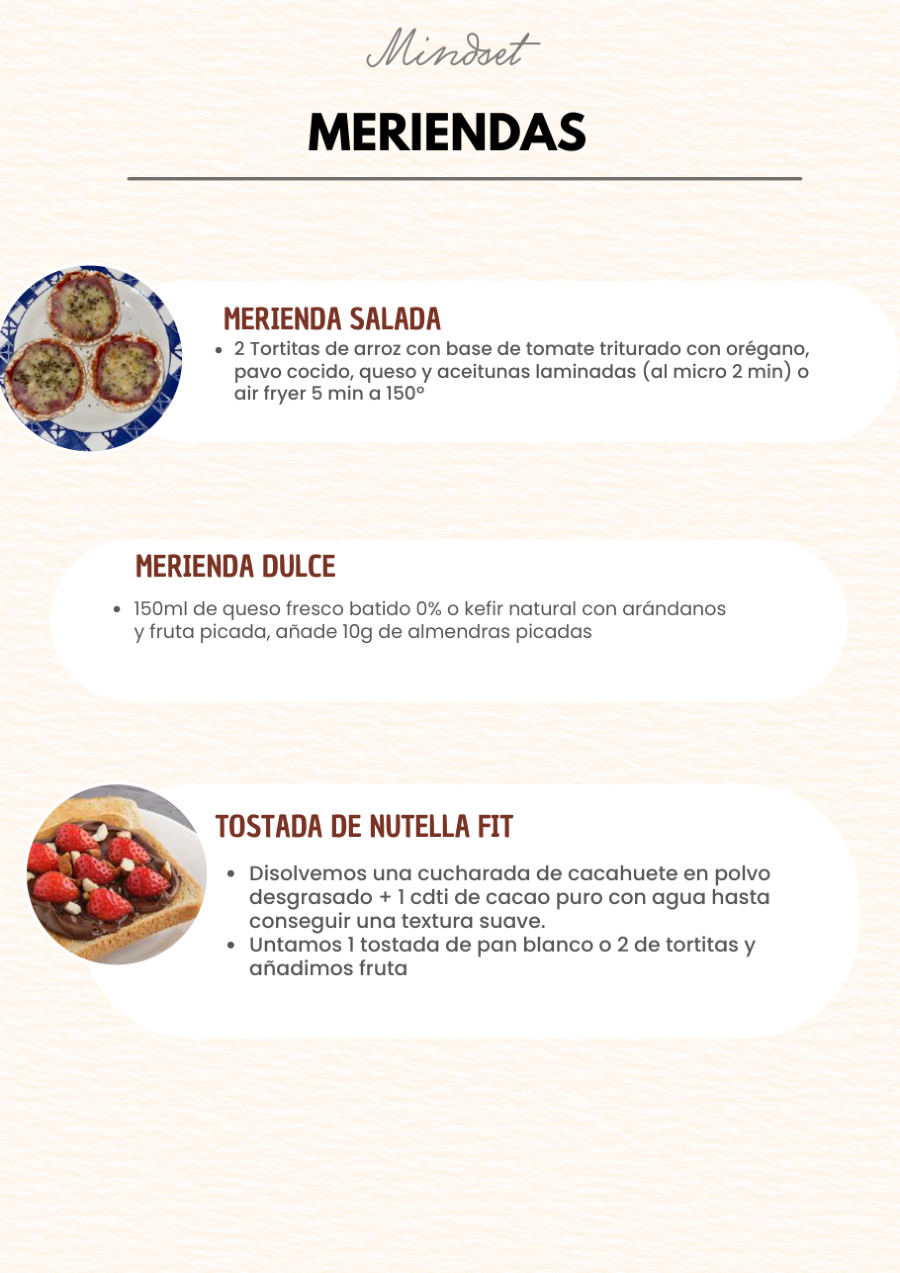 Mindset
MERIENDAS
MERIENDA SALADA
• 2 Tortitas de arroz con base de tomate triturado con orégano,
pavo cocido, queso y aceitunas laminadas (al micro 2 min) o
air fryer 5 min a 150º
MERIENDA DULCE
• 150ml de queso fresco batido 0% o kefir natural con arándanos
y fruta picada, añade 10g de almendras picadas
TOSTADA DE NUTELLA FIT
• Disolvemos una cucharada de cacahuete en polvo
desgrasado + 1 cdti de cacao puro con agua hasta
conseguir una textura suave.
• Untamos 1 tostada de pan blanco o 2 de tortitas y
añadimos fruta